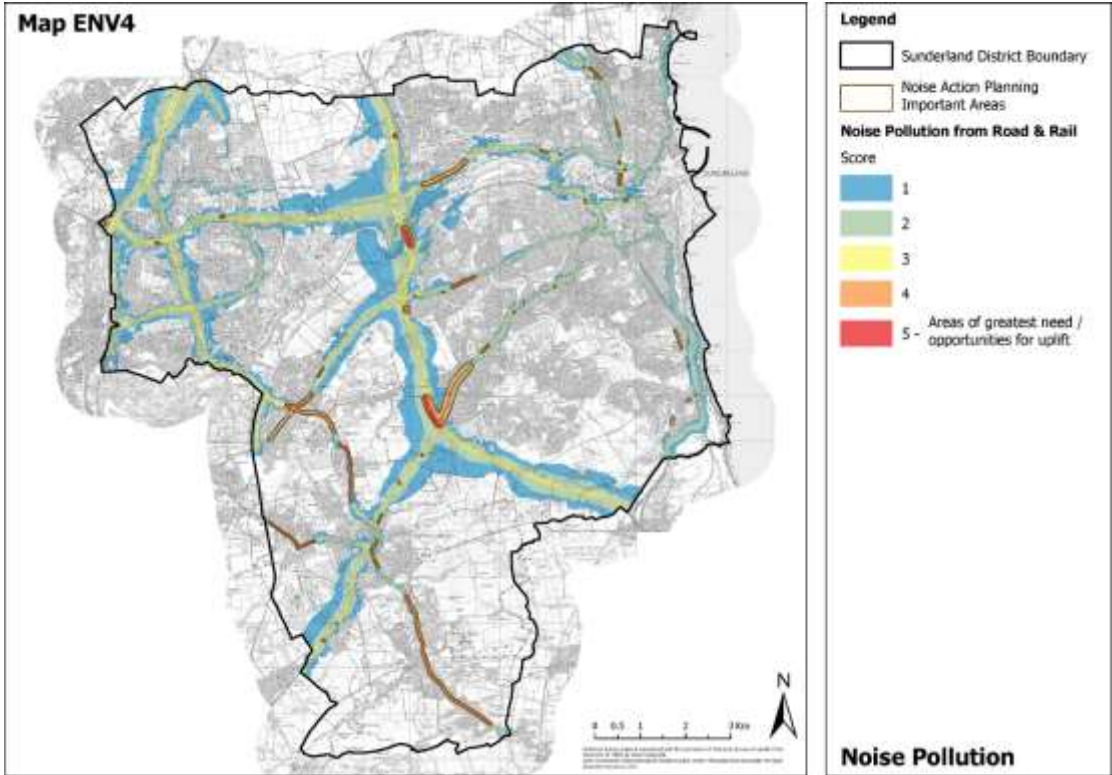 Map ENV4
SUNDERLAND
N
0 0.5 1 2 3 Km
Legend
Sunderland District Boundary
Noise Action Planning
Important Areas
Noise Pollution from Road & Rail
Score
1
2
3
4
5 - Areas of greatest need /
opportunities for uplift
Noise Pollution